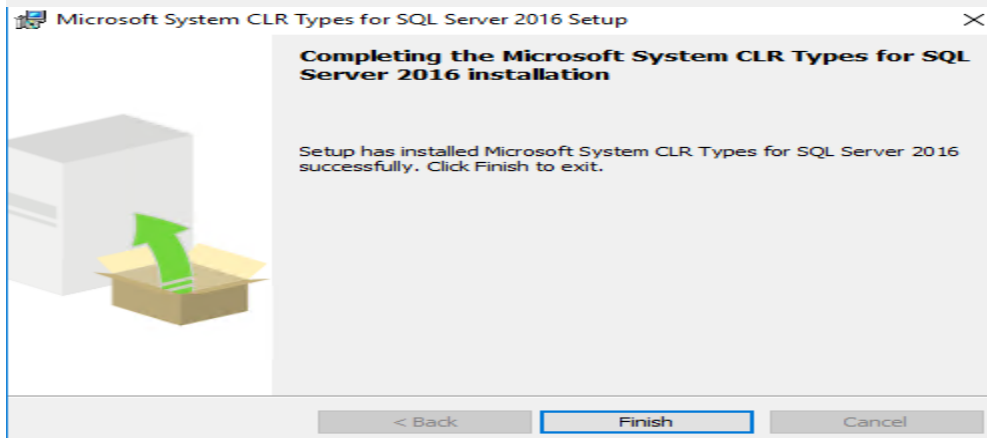 Microsoft System CLR Types for SQL Server 2016 Setup
Completing the Microsoft System CLR Types for SQL
Server 2016 installation
Setup has installed Microsoft System CLR Types for SQL Server 2016
successfully. Click Finish to exit.
< Back
Finish
Cancel